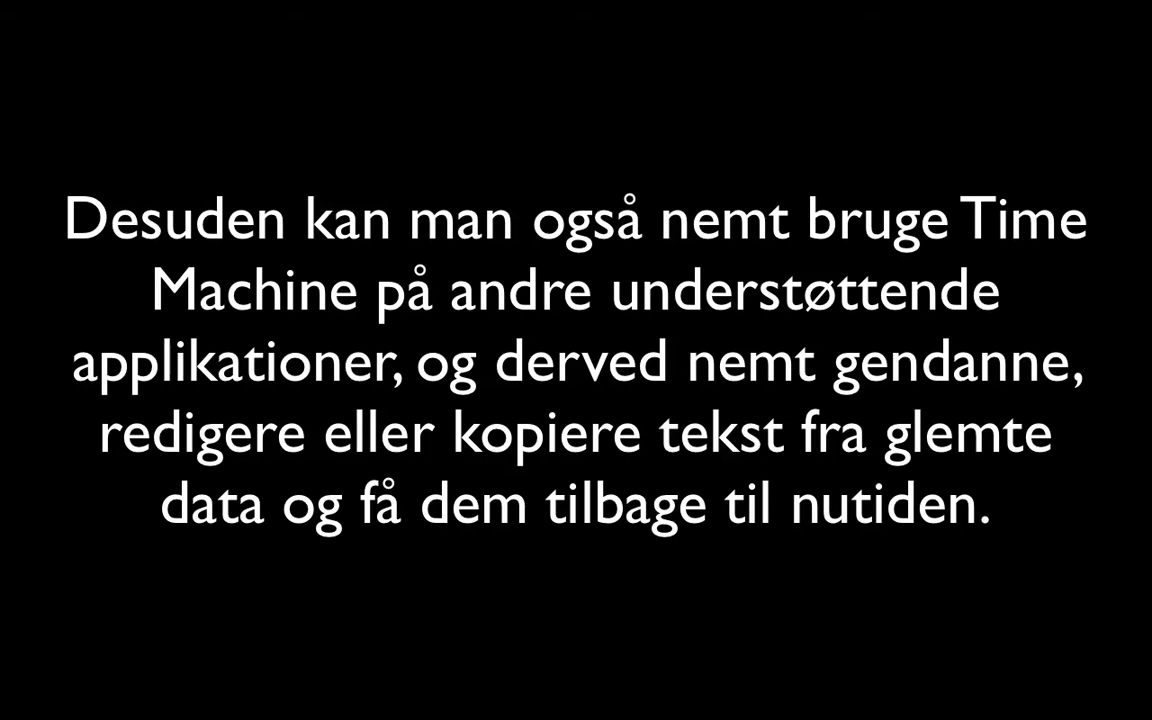 Desuden kan man også nemt bruge Time
Machine på andre understøttende
applikationer, og derved nemt gendanne,
redigere eller kopiere tekst fra glemte
data og få dem tilbage til nutiden.